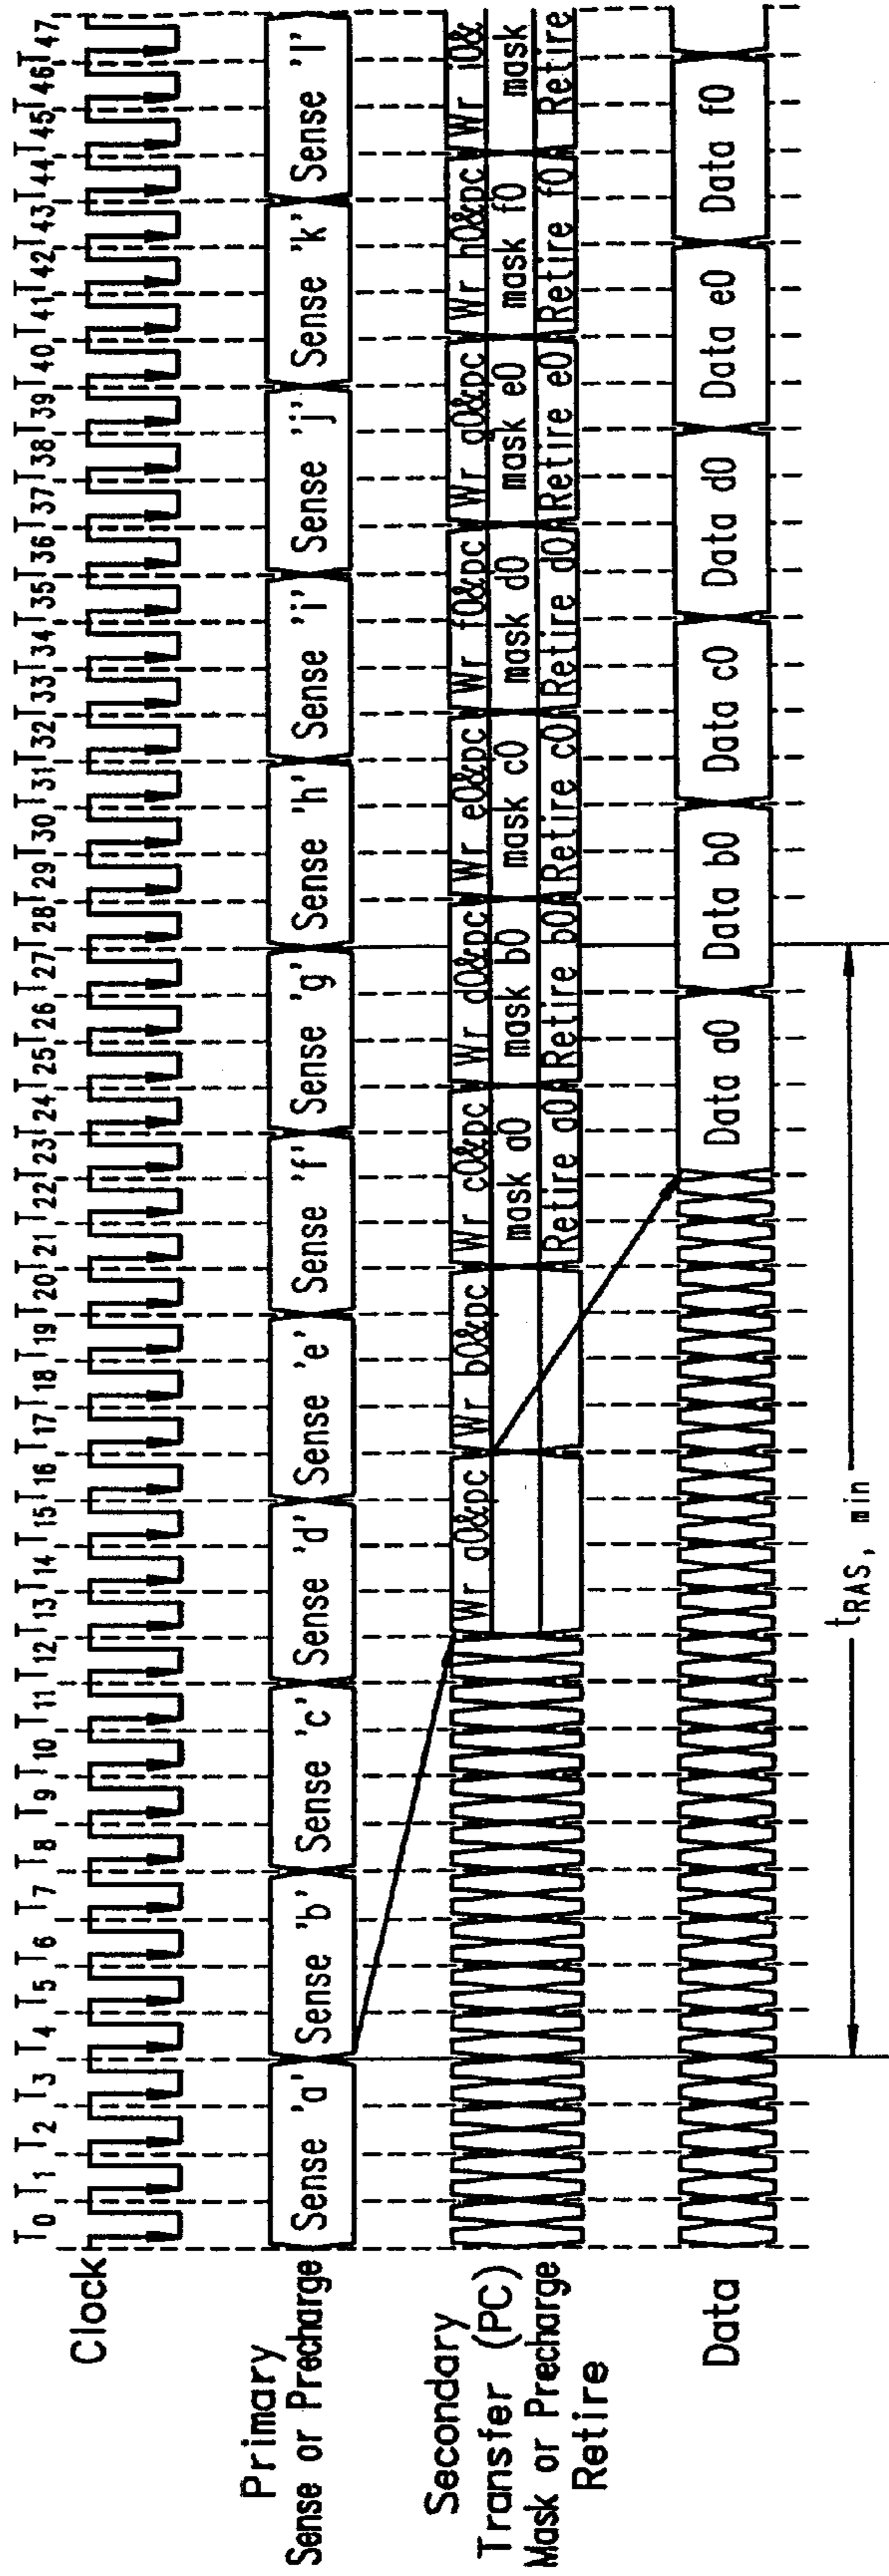 T0 T1 T2 T3 T4 T5 T6 T7 T8 T9 T10 T11 T12 T13 T14 T15 T16 T17 T18 T19 T20 T21 T22 T23 T24 T25 T26 T27 T28 T29 T30 T31 T32 T33 T34 T35 T36 T37 T38 T39 T40 T41 T42 T43 T44 T45 T46 T47
Clock
Primary
Sense or Precharge
Sense 'a' Sense 'b' Sense 'c' Sense 'd' Sense 'e' Sense 'f' Sense 'g' Sense 'h' Sense 'i' Sense 'j' Sense 'k' Sense 'l'
Secondary
Transfer (PC)
Mask or Precharge
Retire
Wr a0&pc Wr b0&pc Wr c0&pc Wr d0&pc Wr e0&pc Wr f0&pc Wr g0&pc Wr h0&pc Wr i0&
mask a0 mask b0 mask c0 mask d0 mask e0 mask f0 mask
Retire a0 Retire b0 Retire c0 Retire d0 Retire e0 Retire f0 Retire
Data
Data a0 Data b0 Data c0 Data d0 Data e0 Data f0
tRAS, min